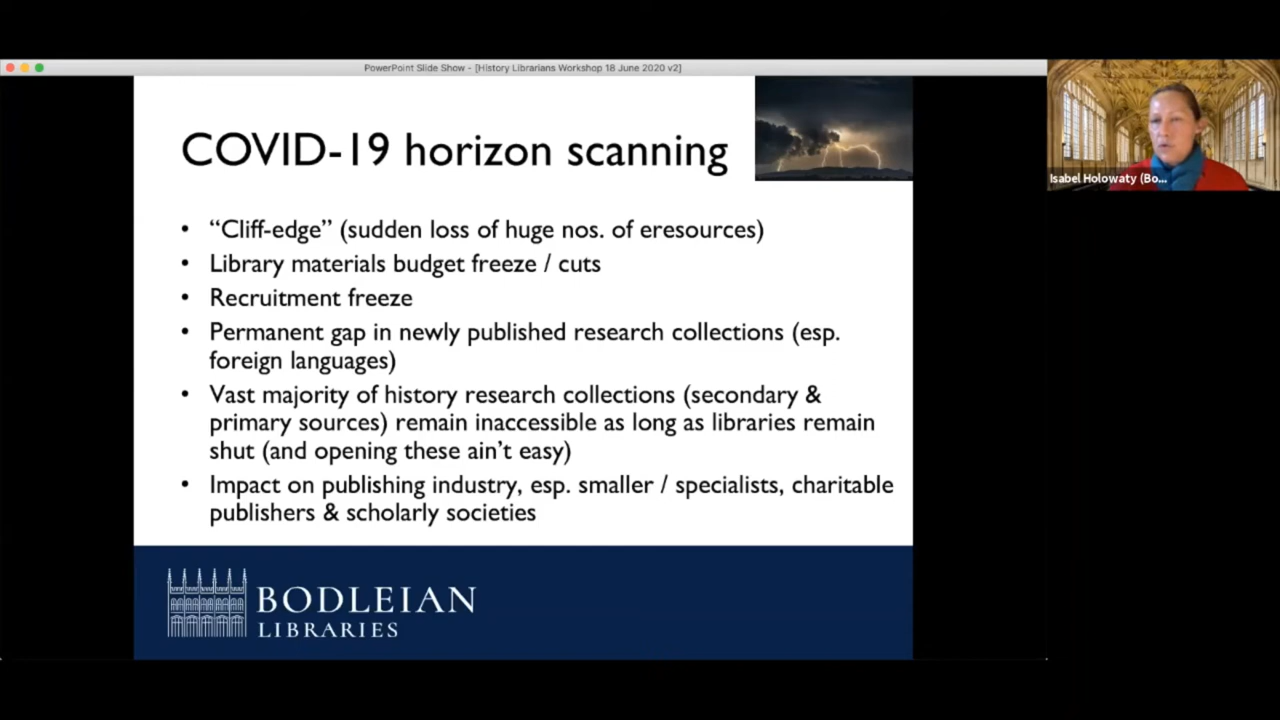 PowerPoint Slide Show - [History Librarians Workshop 18 June 2020 v2]
COVID-19 horizon scanning
• “Cliff-edge” (sudden loss of huge nos. of eresources)
• Library materials budget freeze / cuts
• Recruitment freeze
• Permanent gap in newly published research collections (esp.
foreign languages)
• Vast majority of history research collections (secondary &
primary sources) remain inaccessible as long as libraries remain
shut (and opening these ain’t easy)
• Impact on publishing industry, esp. smaller / specialists, charitable
publishers & scholarly societies
BODLEIAN
LIBRARIES
Isabel Holowaty (Bo...